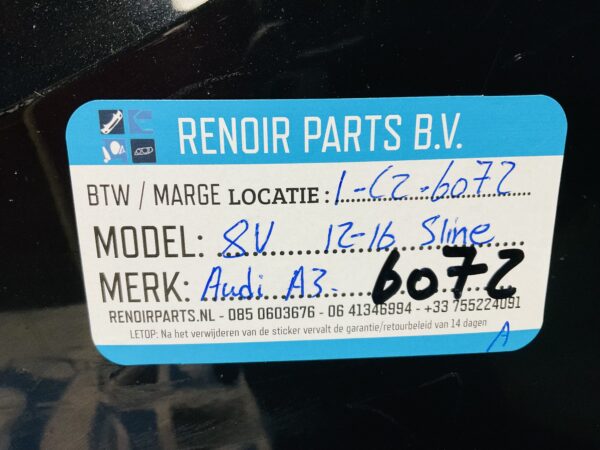 RENOIR PARTS B.V.
BTW / MARGE LOCATIE : 1-C2-6072
MODEL: 8V 12-16 Sline
MERK: Audi A3. 6072
RENOIRPARTS.NL - 085 0603676 - 06 41346994 - +33 755224091
LETOP: Na het verwijderen van de sticker vervalt de garantie/retourbeleid van 14 dagen
A